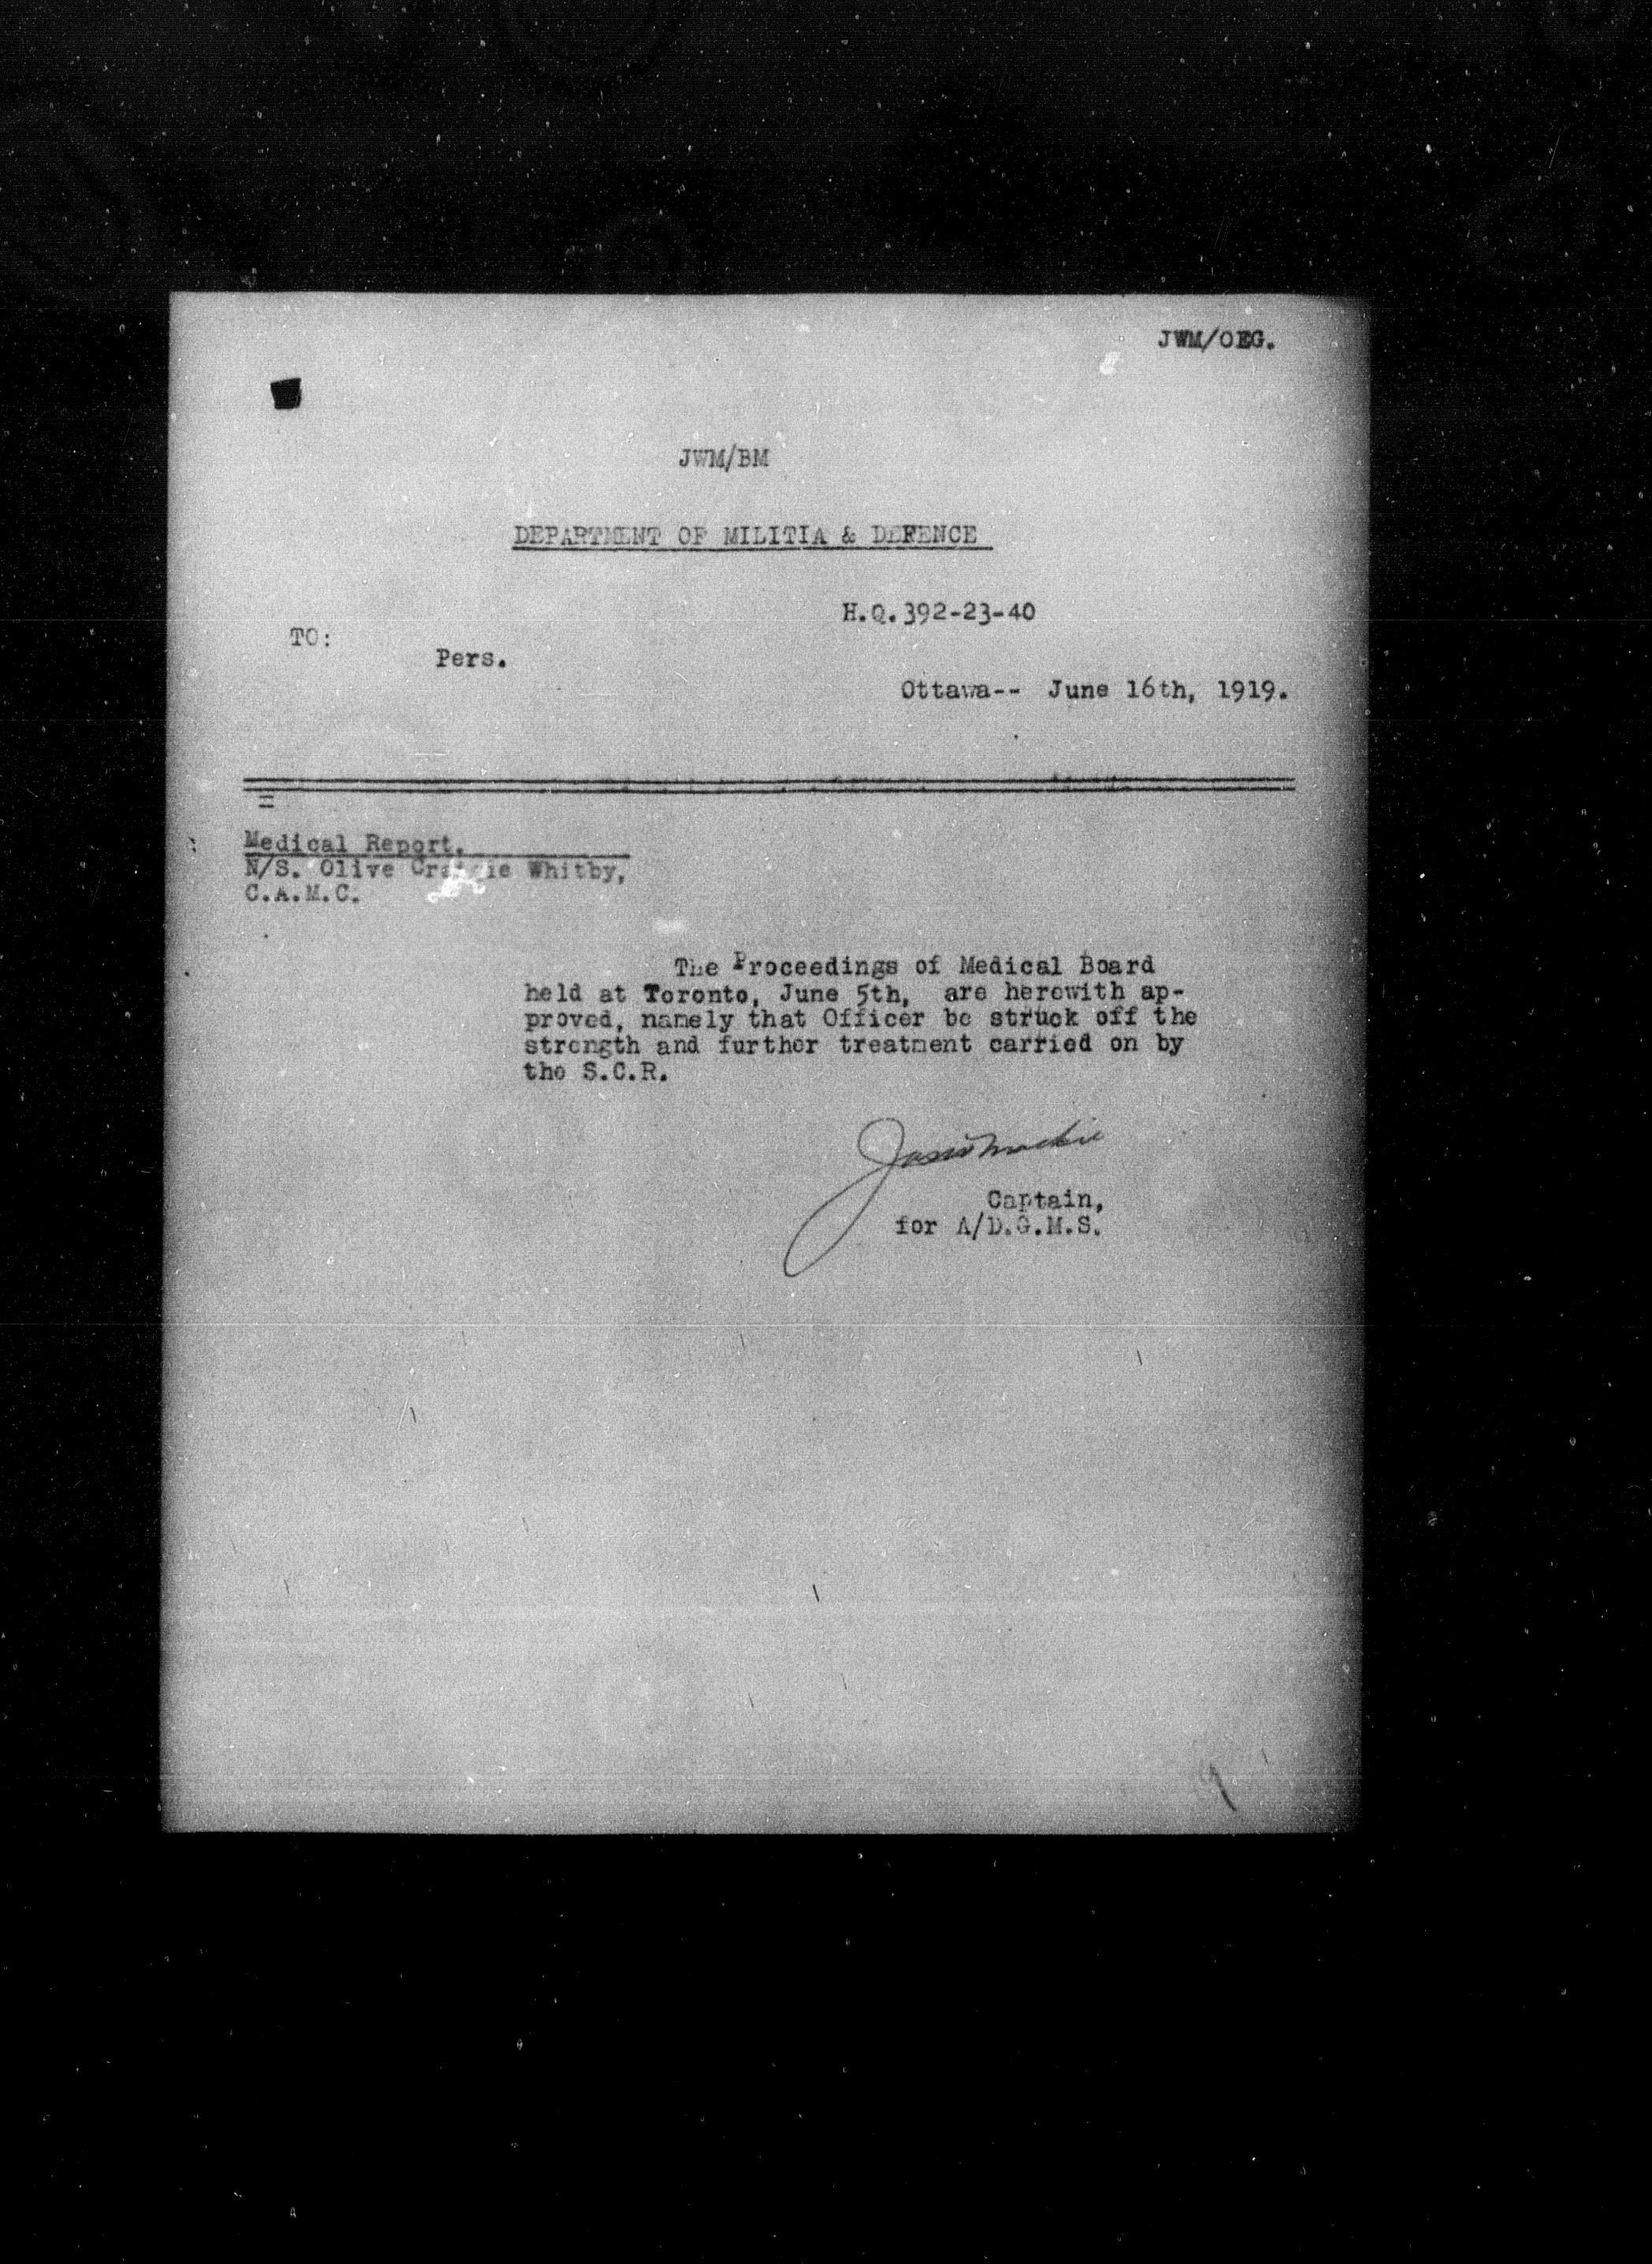 JWM/OEG.
JWM/BM
DEPARTMENT OF MILITIA & DEFENCE
H.Q. 392-23-40
TO:
Pers.
Ottawa-- June 16th, 1919.
Medical Report.
N/S. Olive Craigie Whitby,
C.A.M.C.
The Proceedings of Medical Board
held at Toronto, June 5th, are herewith ap-
proved, namely that Officer be struck off the
strength and further treatment carried on by
the S.C.R.
Captain,
for A/D.G.M.S.